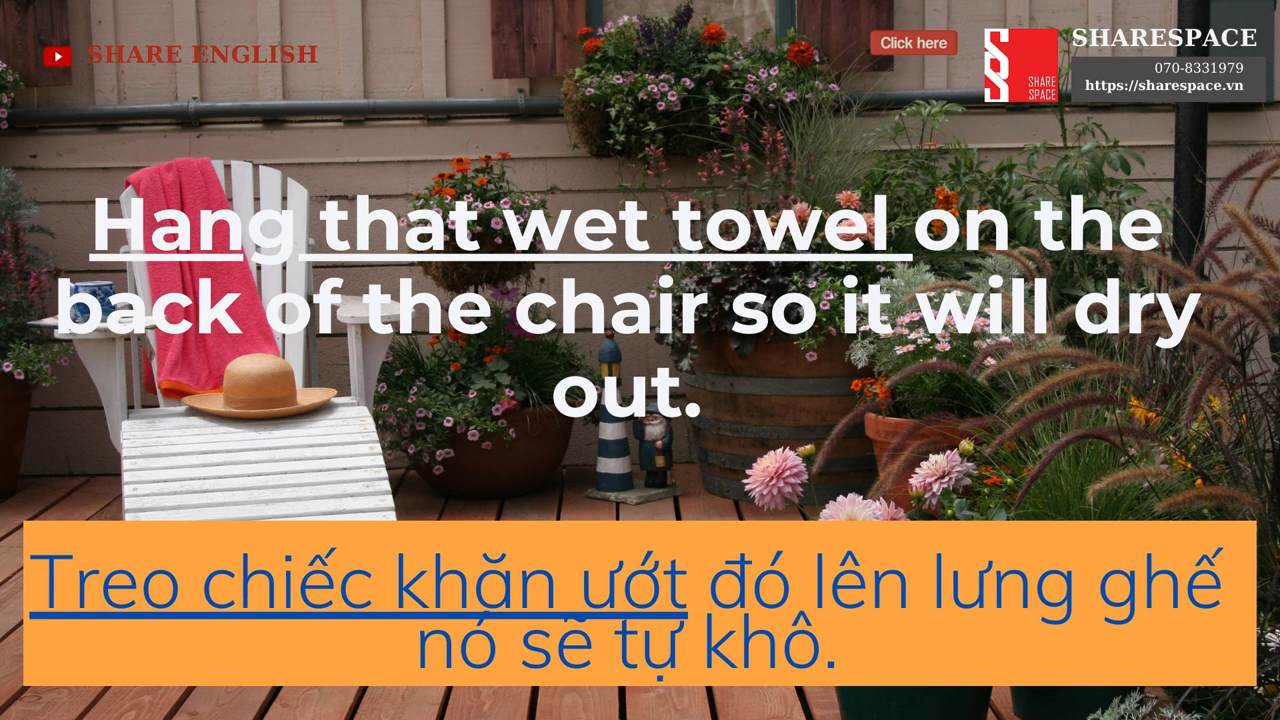 SHARE ENGLISH
Click here
SHARE SPACE
SHARESPACE
070-8331979
https://sharespace.vn
Hang that wet towel on the
back of the chair so it will dry
out.
Treo chiếc khăn ướt đó lên lưng ghế
nó sẽ tự khô.